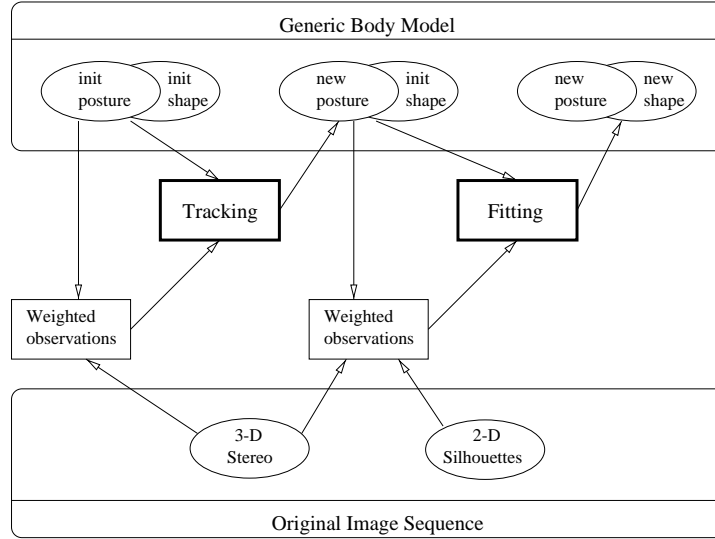 Generic Body Model
init
posture
init
shape
new
posture
init
shape
new
posture
new
shape
Tracking
Fitting
Weighted
observations
Weighted
observations
3-D
Stereo
2-D
Silhouettes
Original Image Sequence